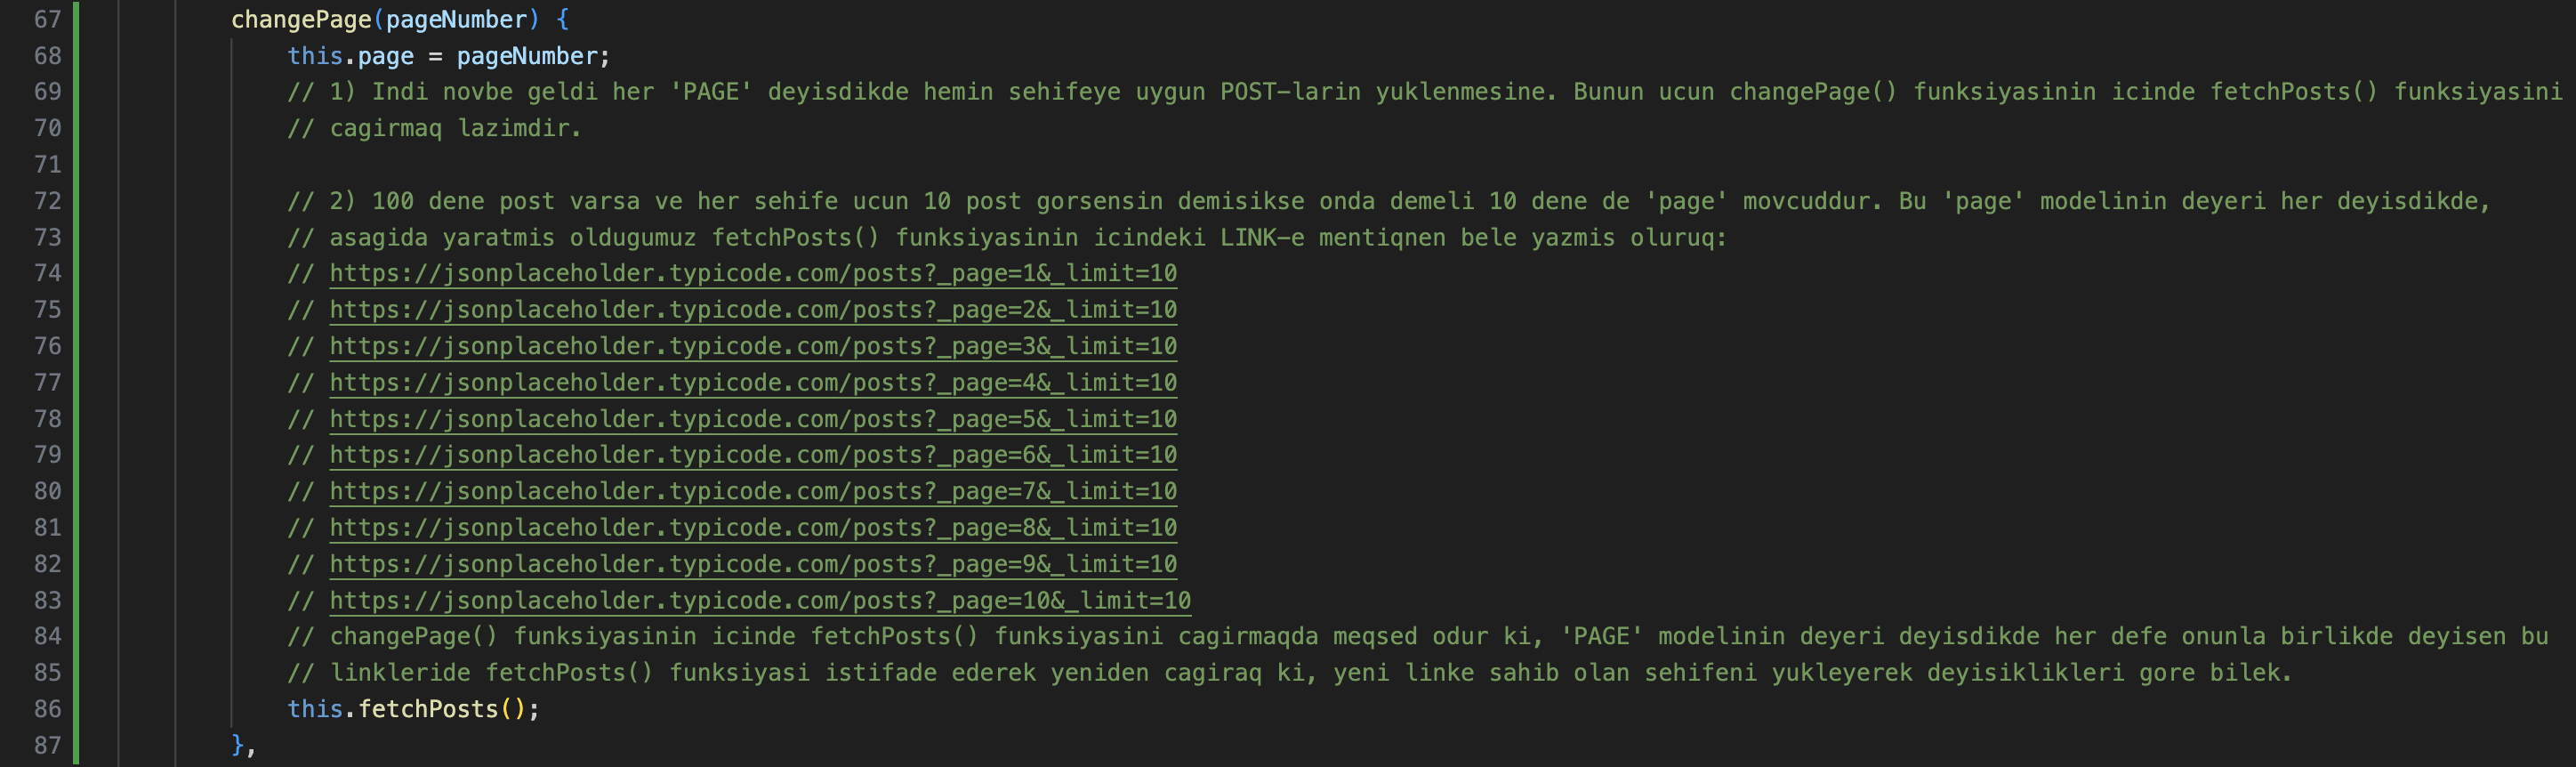 67 changePage(pageNumber) {
68 this.page = pageNumber;
69 // 1) Indi novbe geldi her 'PAGE' deyisdikde hemin sehifeye uygun POST-larin yuklenmesine. Bunun ucun changePage() funksiyasinin icinde fetchPosts() funksiyasini
70 // cagirmaq lazimdir.
71
72 // 2) 100 dene post varsa ve her sehife ucun 10 post gorsensin demisikse onda demeli 10 dene de 'page' movcuddur. Bu 'page' modelinin deyeri her deyisdikde,
73 // asagida yaratmis oldugumuz fetchPosts() funksiyasinin icindeki LINK-e mentiqnen bele yazmis oluruq:
74 // https://jsonplaceholder.typicode.com/posts?_page=1&_limit=10
75 // https://jsonplaceholder.typicode.com/posts?_page=2&_limit=10
76 // https://jsonplaceholder.typicode.com/posts?_page=3&_limit=10
77 // https://jsonplaceholder.typicode.com/posts?_page=4&_limit=10
78 // https://jsonplaceholder.typicode.com/posts?_page=5&_limit=10
79 // https://jsonplaceholder.typicode.com/posts?_page=6&_limit=10
80 // https://jsonplaceholder.typicode.com/posts?_page=7&_limit=10
81 // https://jsonplaceholder.typicode.com/posts?_page=8&_limit=10
82 // https://jsonplaceholder.typicode.com/posts?_page=9&_limit=10
83 // https://jsonplaceholder.typicode.com/posts?_page=10&_limit=10
84 // changePage() funksiyasinin icinde fetchPosts() funksiyasini cagirmaqda meqsed odur ki, 'PAGE' modelinin deyeri deyisdikde her defe onunla birlikde deyisen bu
85 // linkleride fetchPosts() funksiyasi istifade ederek yeniden cagiraq ki, yeni linke sahib olan sehifeni yukleyerek deyisiklikleri gore bilek.
86 this.fetchPosts();
87 },